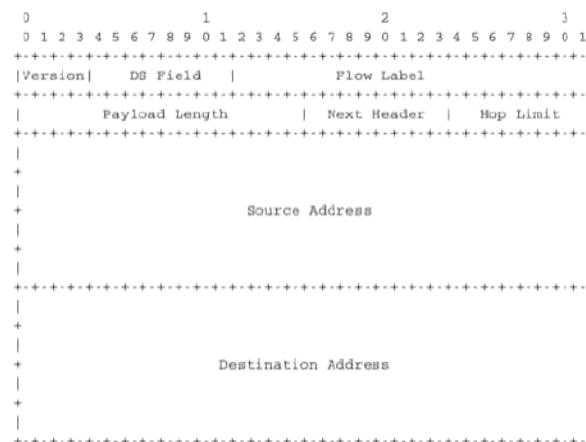 0 1 2 3
0 1 2 3 4 5 6 7 8 9 0 1 2 3 4 5 6 7 8 9 0 1 2 3 4 5 6 7 8 9 0 1
+-+-+-+-+-+-+-+-+-+-+-+-+-+-+-+-+-+-+-+-+-+-+-+-+-+-+-+-+-+-+-+-
|Version| DS Field | Flow Label
+-+-+-+-+-+-+-+-+-+-+-+-+-+-+-+-+-+-+-+-+-+-+-+-+-+-+-+-+-+-+-+-
| Payload Length | Next Header | Hop Limit
+-+-+-+-+-+-+-+-+-+-+-+-+-+-+-+-+-+-+-+-+-+-+-+-+-+-+-+-+-+-+-+-
|
+
|
+ Source Address
|
+
|
+-+-+-+-+-+-+-+-+-+-+-+-+-+-+-+-+-+-+-+-+-+-+-+-+-+-+-+-+-+-+-+-
|
+
|
+ Destination Address
|
+
|
+-+-+-+-+-+-+-+-+-+-+-+-+-+-+-+-+-+-+-+-+-+-+-+-+-+-+-+-+-+-+-+-